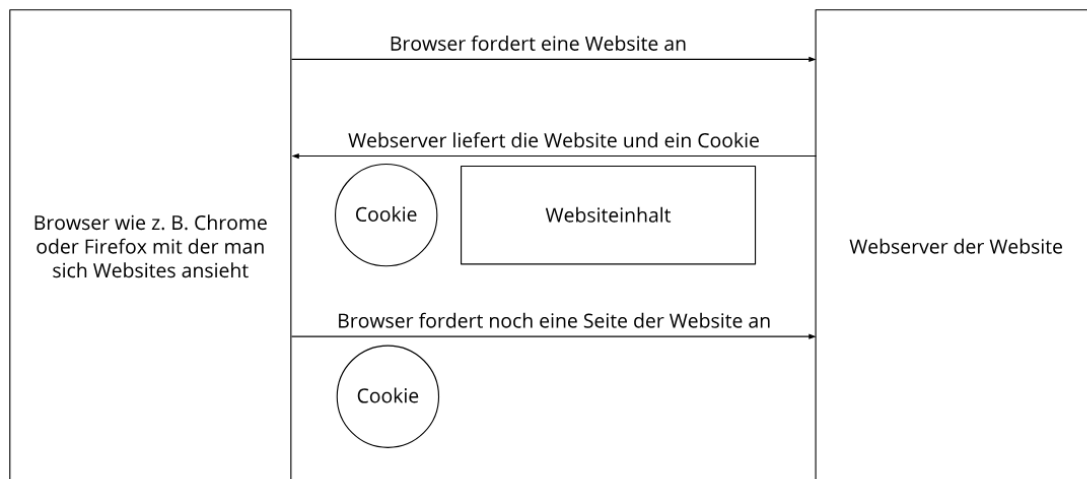 Browser fordert eine Website an
Webserver liefert die Website und ein Cookie
Cookie
Websiteinhalt
Browser wie z. B. Chrome
oder Firefox mit der man
sich Websites ansieht
Webserver der Website
Browser fordert noch eine Seite der Website an
Cookie